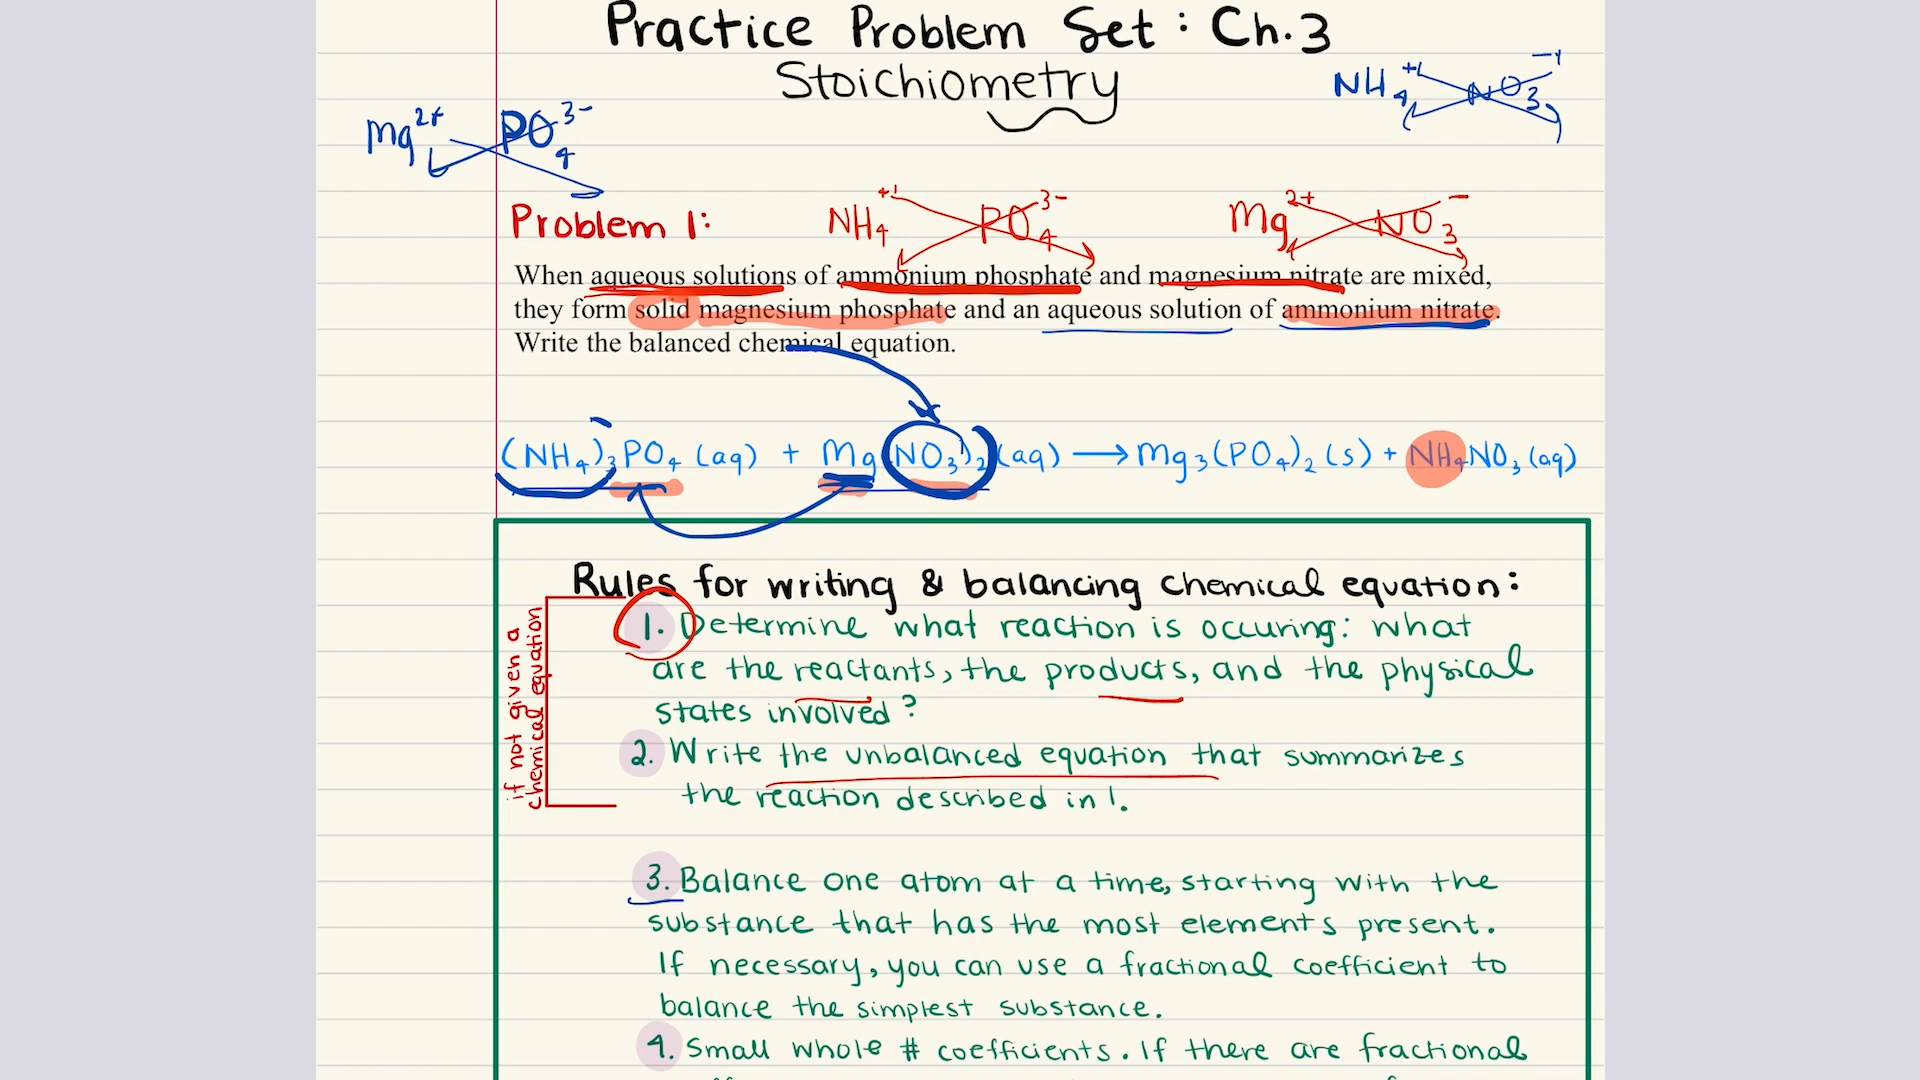 Practice Problem Set: Ch.3
Stoichiometry
NH4+1 NO3-1
Mg2+ PO43-
Problem 1:
NH4+1 PO43-
Mg2+ NO3-
When aqueous solutions of ammonium phosphate and magnesium nitrate are mixed,
they form solid magnesium phosphate and an aqueous solution of ammonium nitrate.
Write the balanced chemical equation.
(NH4)3PO4 (aq) + Mg(NO3)2 (aq) → Mg3(PO4)2 (s) + NH4NO3 (aq)
Rules for writing & balancing chemical equation:
if not given a
chemical equation
1. Determine what reaction is occuring: what
are the reactants, the products, and the physical
states involved?
2. Write the unbalanced equation that summarizes
the reaction described in 1.
3. Balance one atom at a time, starting with the
substance that has the most elements present.
If necessary, you can use a fractional coefficient to
balance the simplest substance.
4. Small whole # coefficients. If there are fractional